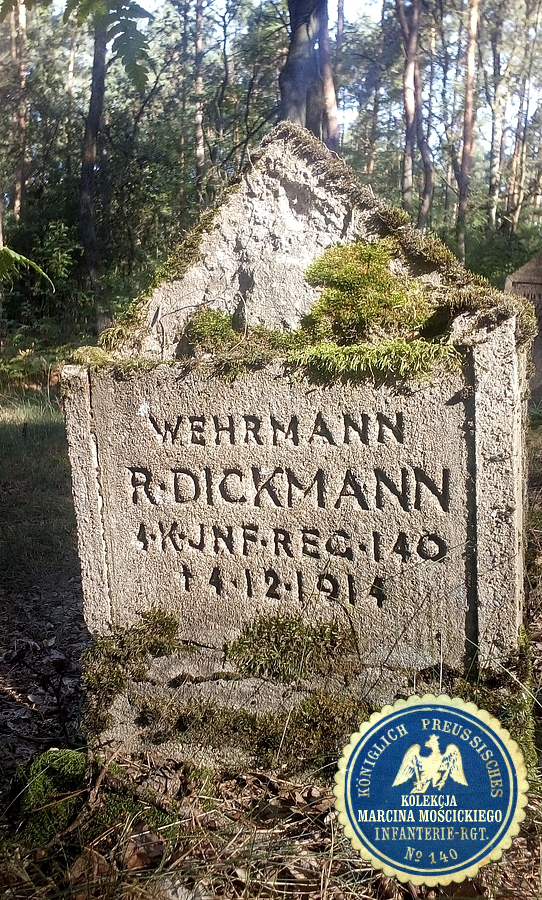 WEHRMANN
R·DICKMANN
4·K·JNF·REG·140
†4·12·1914
KÖNIGLICH PREUSSISCHES
KOLEKCJA
MARCINA MOŚCICKIEGO
INFANTERIE-RGT.
No 140